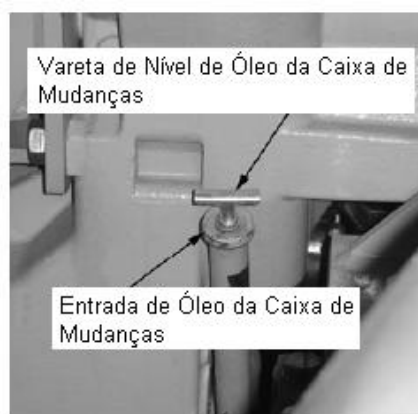 Vareta de Nível de Óleo da Caixa de
Mudanças
Entrada de Óleo da Caixa de
Mudanças